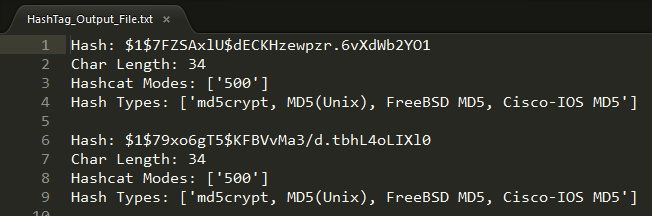 HashTag_Output_File.txt ×
1 Hash: $1$7FZSAxlU$dECKHzewpzr.6vXdWb2YO1
2 Char Length: 34
3 Hashcat Modes: ['500']
4 Hash Types: ['md5crypt, MD5(Unix), FreeBSD MD5, Cisco-IOS MD5']
5
6 Hash: $1$79xo6gT5$KFBVvMa3/d.tbhL4oLIXl0
7 Char Length: 34
8 Hashcat Modes: ['500']
9 Hash Types: ['md5crypt, MD5(Unix), FreeBSD MD5, Cisco-IOS MD5']
10